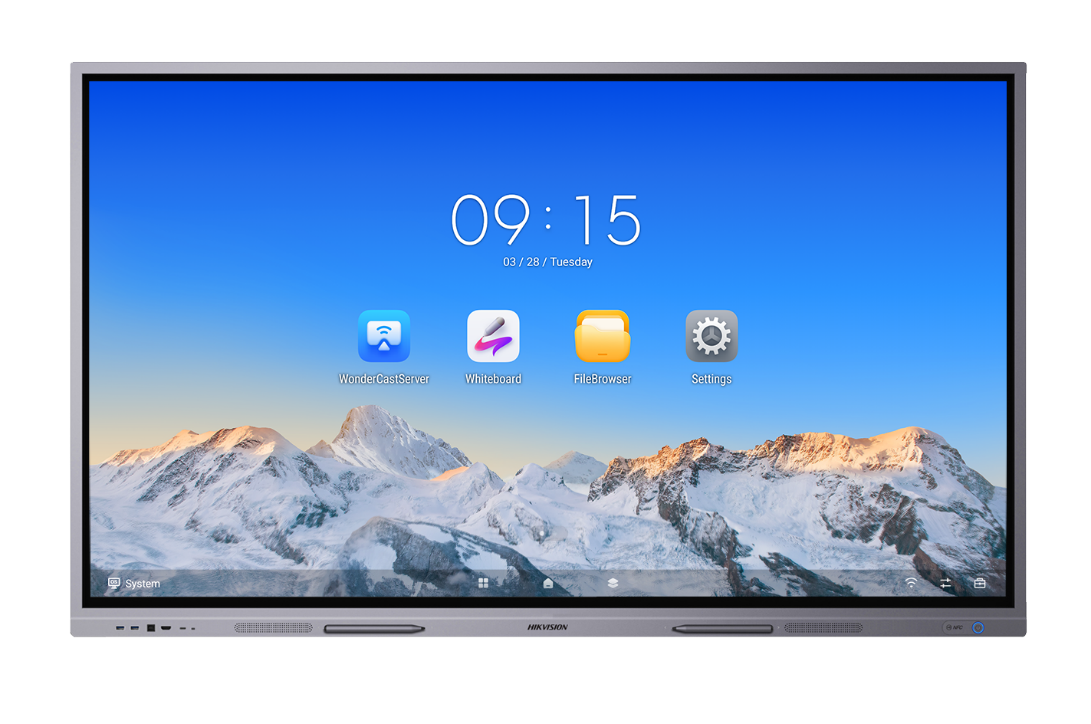 09:15
03 / 28 / Tuesday
WonderCastServer
Whiteboard
FileBrowser
Settings
System
HIKVISION